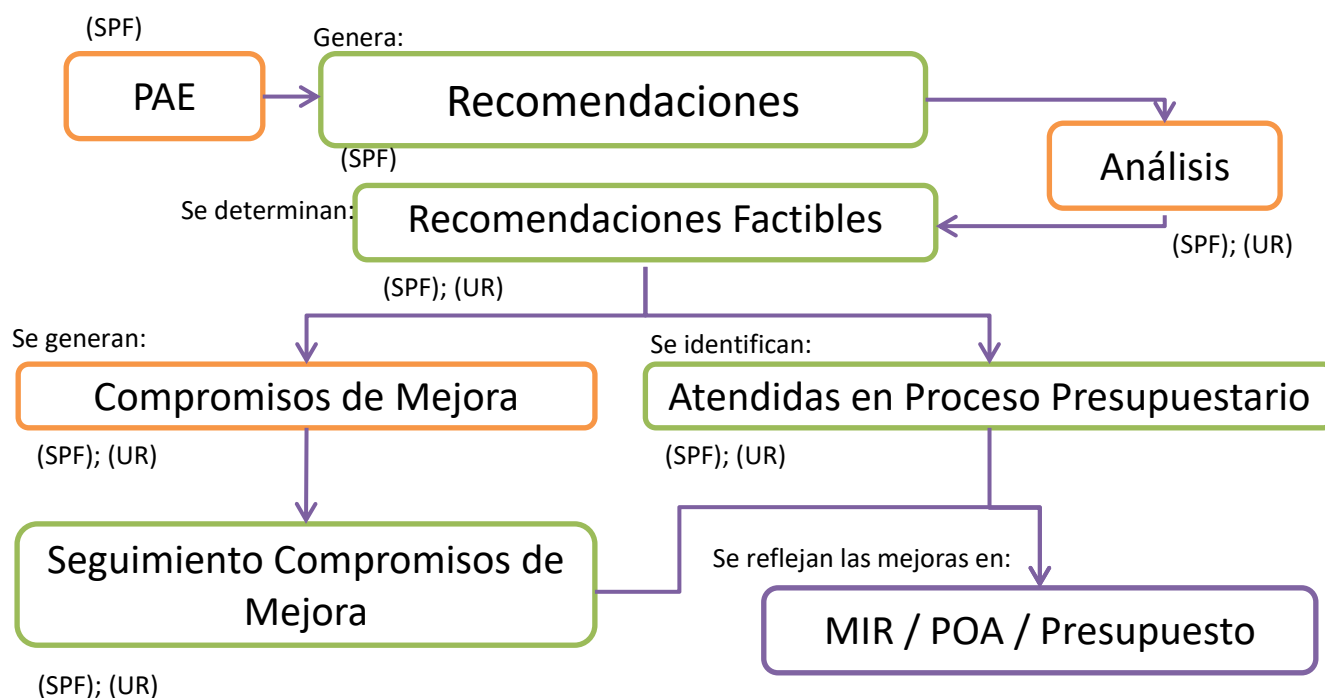 (SPF)
Genera:
PAE
Recomendaciones
(SPF)
Análisis
Se determinan:
Recomendaciones Factibles
(SPF); (UR)
(SPF); (UR)
Se generan:
Se identifican:
Compromisos de Mejora
Atendidas en Proceso Presupuestario
(SPF); (UR)
(SPF); (UR)
Seguimiento Compromisos de
Mejora
Se reflejan las mejoras en:
MIR / POA / Presupuesto
(SPF); (UR)